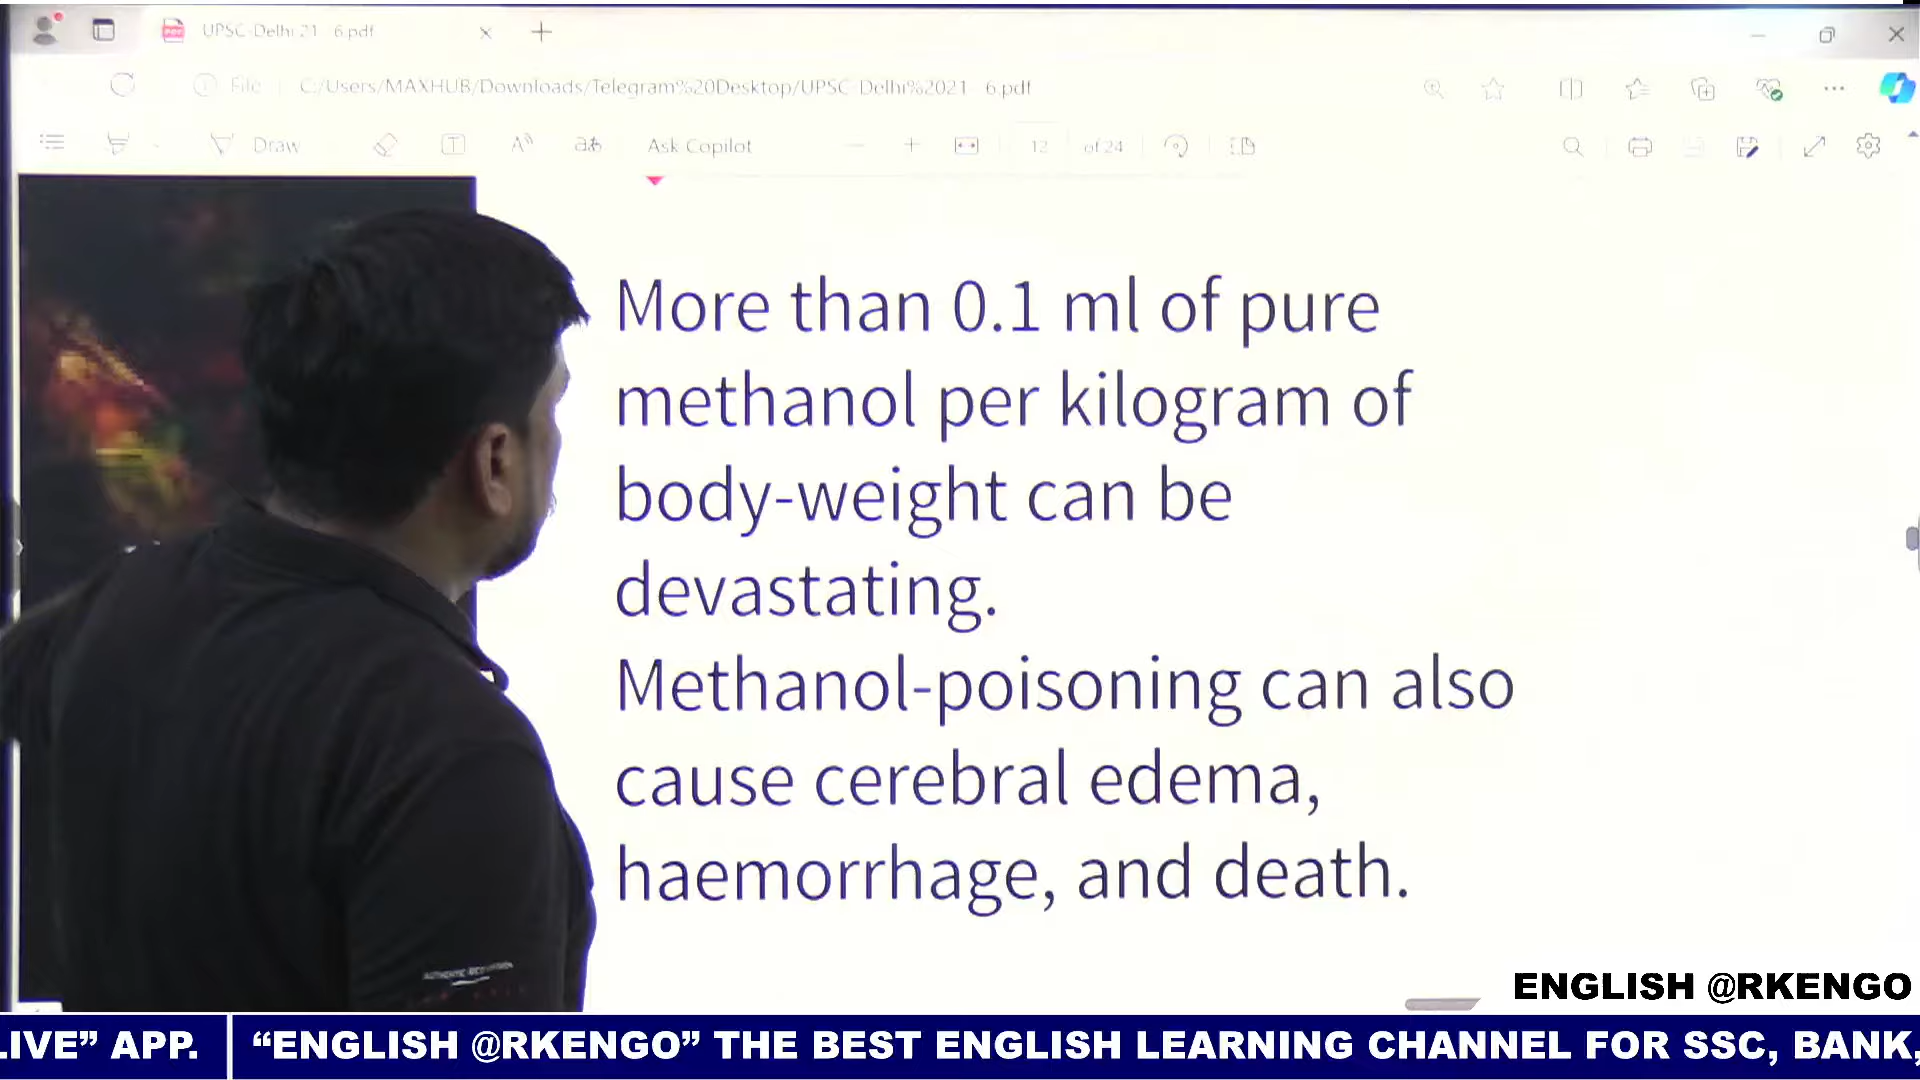 UPSC-Delhi 21 6.pdf
File C:/Users/MAXHUB/Downloads/Telegram%20Desktop/UPSC-Delhi%2021 6.pdf
Draw Ask Copilot 12 of 24
More than 0.1 ml of pure
methanol per kilogram of
body-weight can be
devastating.
Methanol-poisoning can also
cause cerebral edema,
haemorrhage, and death.
ENGLISH @RKENGO
LIVE” APP. “ENGLISH @RKENGO” THE BEST ENGLISH LEARNING CHANNEL FOR SSC, BANK,